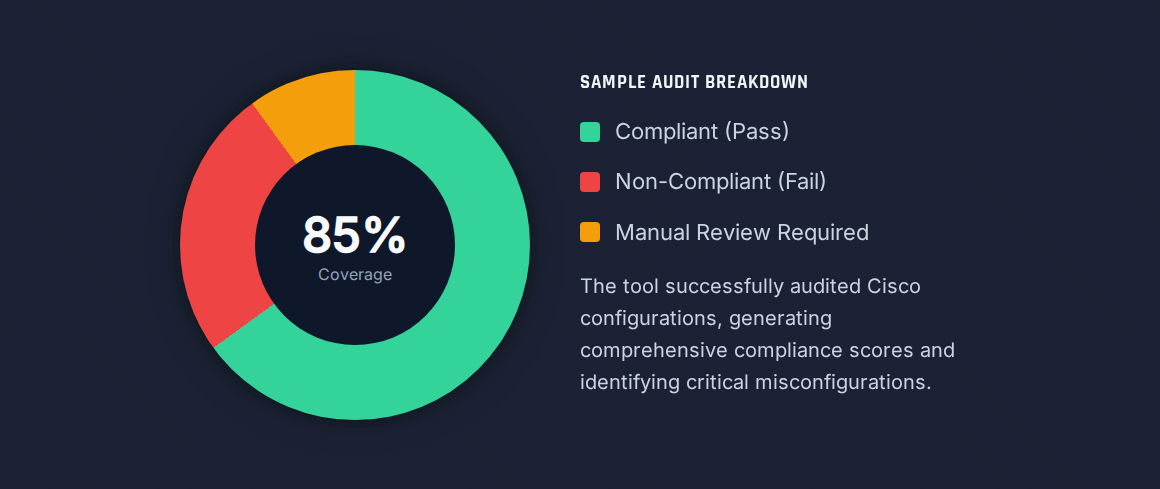 85%
Coverage
SAMPLE AUDIT BREAKDOWN
Compliant (Pass)
Non-Compliant (Fail)
Manual Review Required
The tool successfully audited Cisco
configurations, generating
comprehensive compliance scores and
identifying critical misconfigurations.